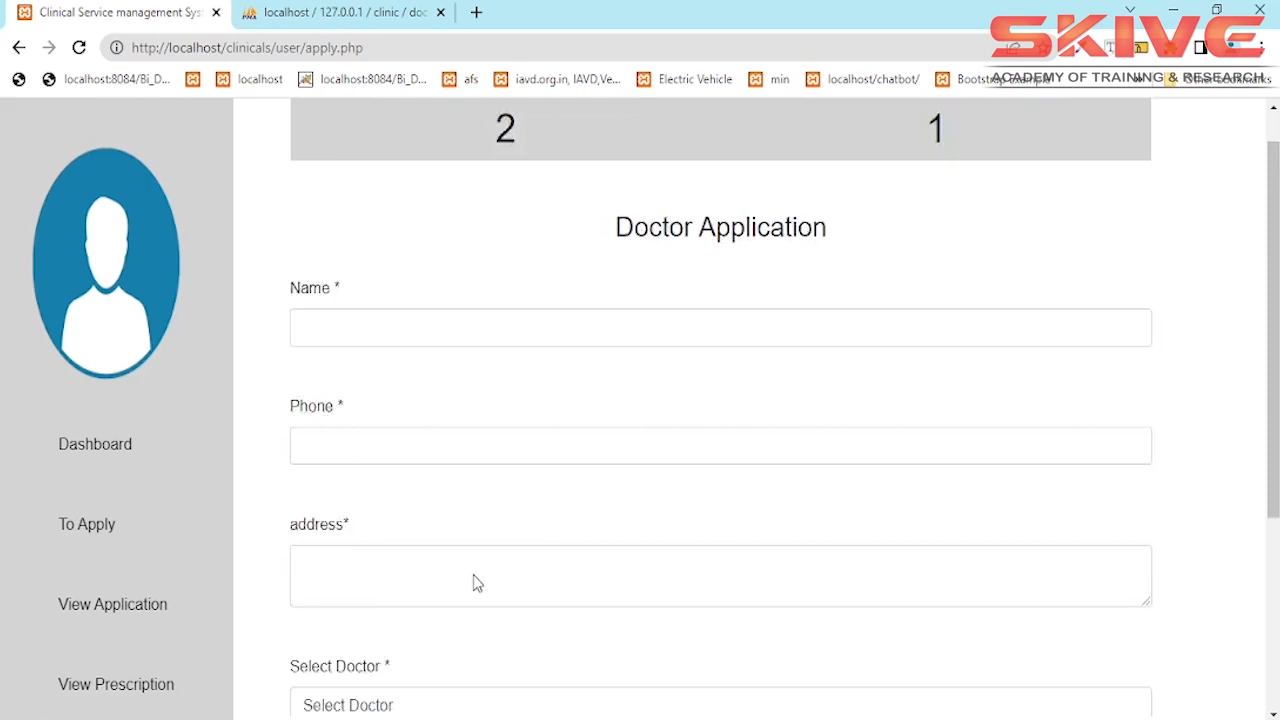 Clinical Service management Sys
localhost / 127.0.0.1 / clinic / doc
http://localhost/clinicals/user/apply.php
SKIVE
ACADEMY OF TRAINING & RESEARCH
localhost:8084/Bi_D...
localhost
localhost:8084/Bi_D...
afs
iavd.org.in, IAVD,Ve...
Electric Vehicle
min
localhost/chatbot/
2
1
Doctor Application
Name *
Phone *
Dashboard
To Apply
address*
View Application
Select Doctor *
View Prescription
Select Doctor